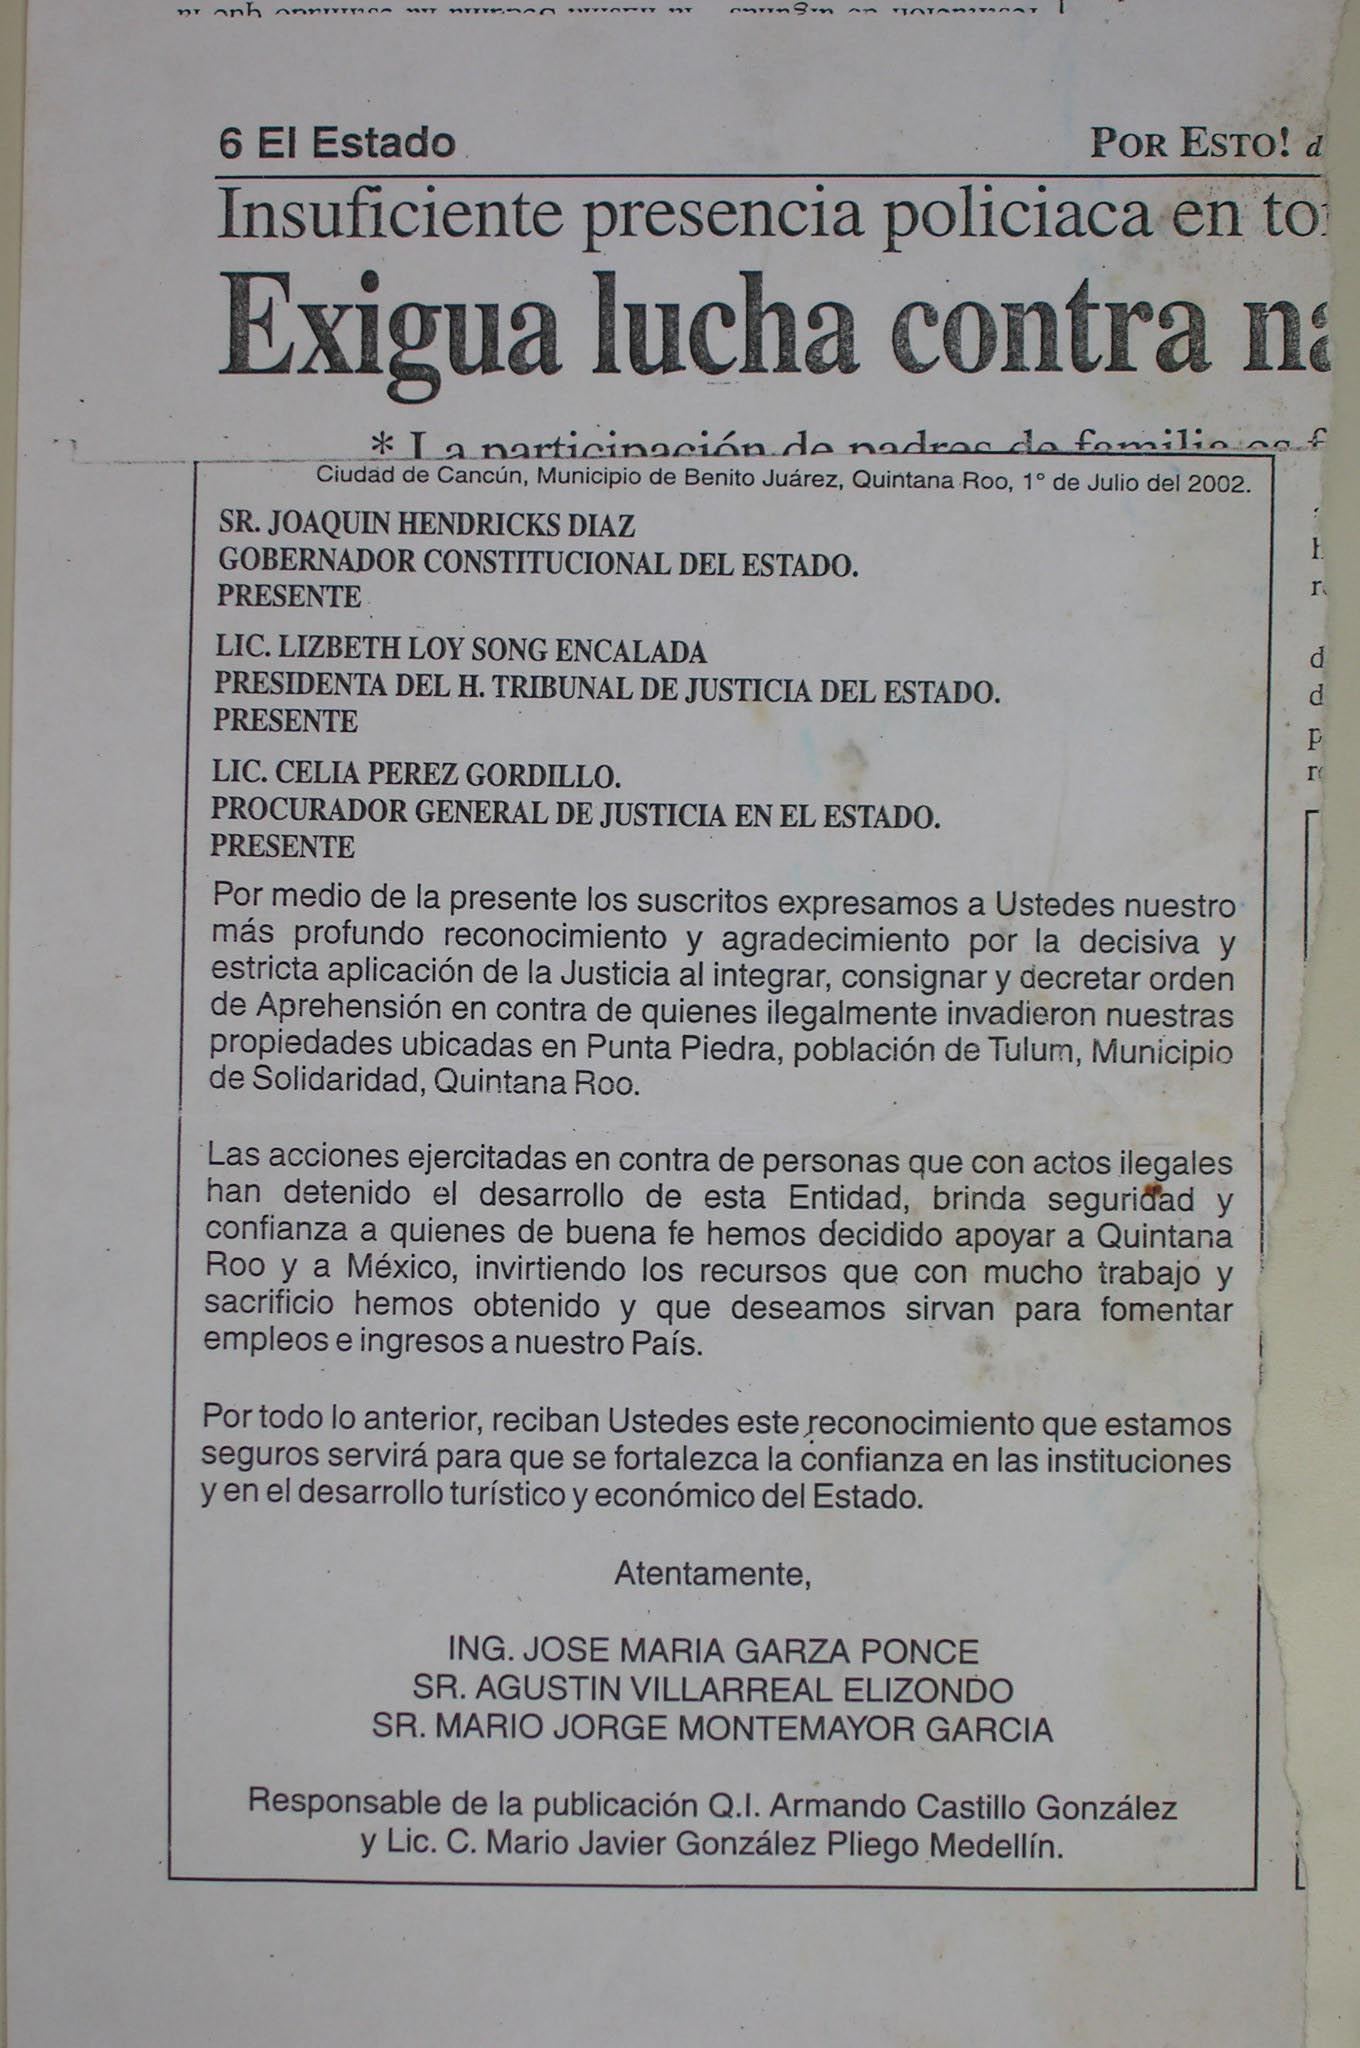 6 El Estado
POR ESTO! d
Insuficiente presencia policiaca en
Exigua lucha contra
* La participación de padres de familia es
Ciudad de Cancún, Municipio de Benito Juárez, Quintana Roo, 1° de Julio del 2002.
SR. JOAQUIN HENDRICKS DIAZ
GOBERNADOR CONSTITUCIONAL DEL ESTADO.
PRESENTE
LIC. LIZBETH LOY SONG ENCALADA
PRESIDENTA DEL H. TRIBUNAL DE JUSTICIA DEL ESTADO.
PRESENTE
LIC. CELIA PEREZ GORDILLO.
PROCURADOR GENERAL DE JUSTICIA EN EL ESTADO.
PRESENTE
Por medio de la presente los suscritos expresamos a Ustedes nuestro
más profundo reconocimiento y agradecimiento por la decisiva y
estricta aplicación de la Justicia al integrar, consignar y decretar orden
de Aprehensión en contra de quienes ilegalmente invadieron nuestras
propiedades ubicadas en Punta Piedra, población de Tulum, Municipio
de Solidaridad, Quintana Roo.
Las acciones ejercitadas en contra de personas que con actos ilegales
han detenido el desarrollo de esta Entidad, brinda seguridad y
confianza a quienes de buena fe hemos decidido apoyar a Quintana
Roo y a México, invirtiendo los recursos que con mucho trabajo y
sacrificio hemos obtenido y que deseamos sirvan para fomentar
empleos e ingresos a nuestro País.
Por todo lo anterior, reciban Ustedes este reconocimiento que estamos
seguros servirá para que se fortalezca la confianza en las instituciones
y en el desarrollo turístico y económico del Estado.
Atentamente,
ING. JOSE MARIA GARZA PONCE
SR. AGUSTIN VILLARREAL ELIZONDO
SR. MARIO JORGE MONTEMAYOR GARCIA
Responsable de la publicación Q.I. Armando Castillo González
y Lic. C. Mario Javier González Pliego Medellín.